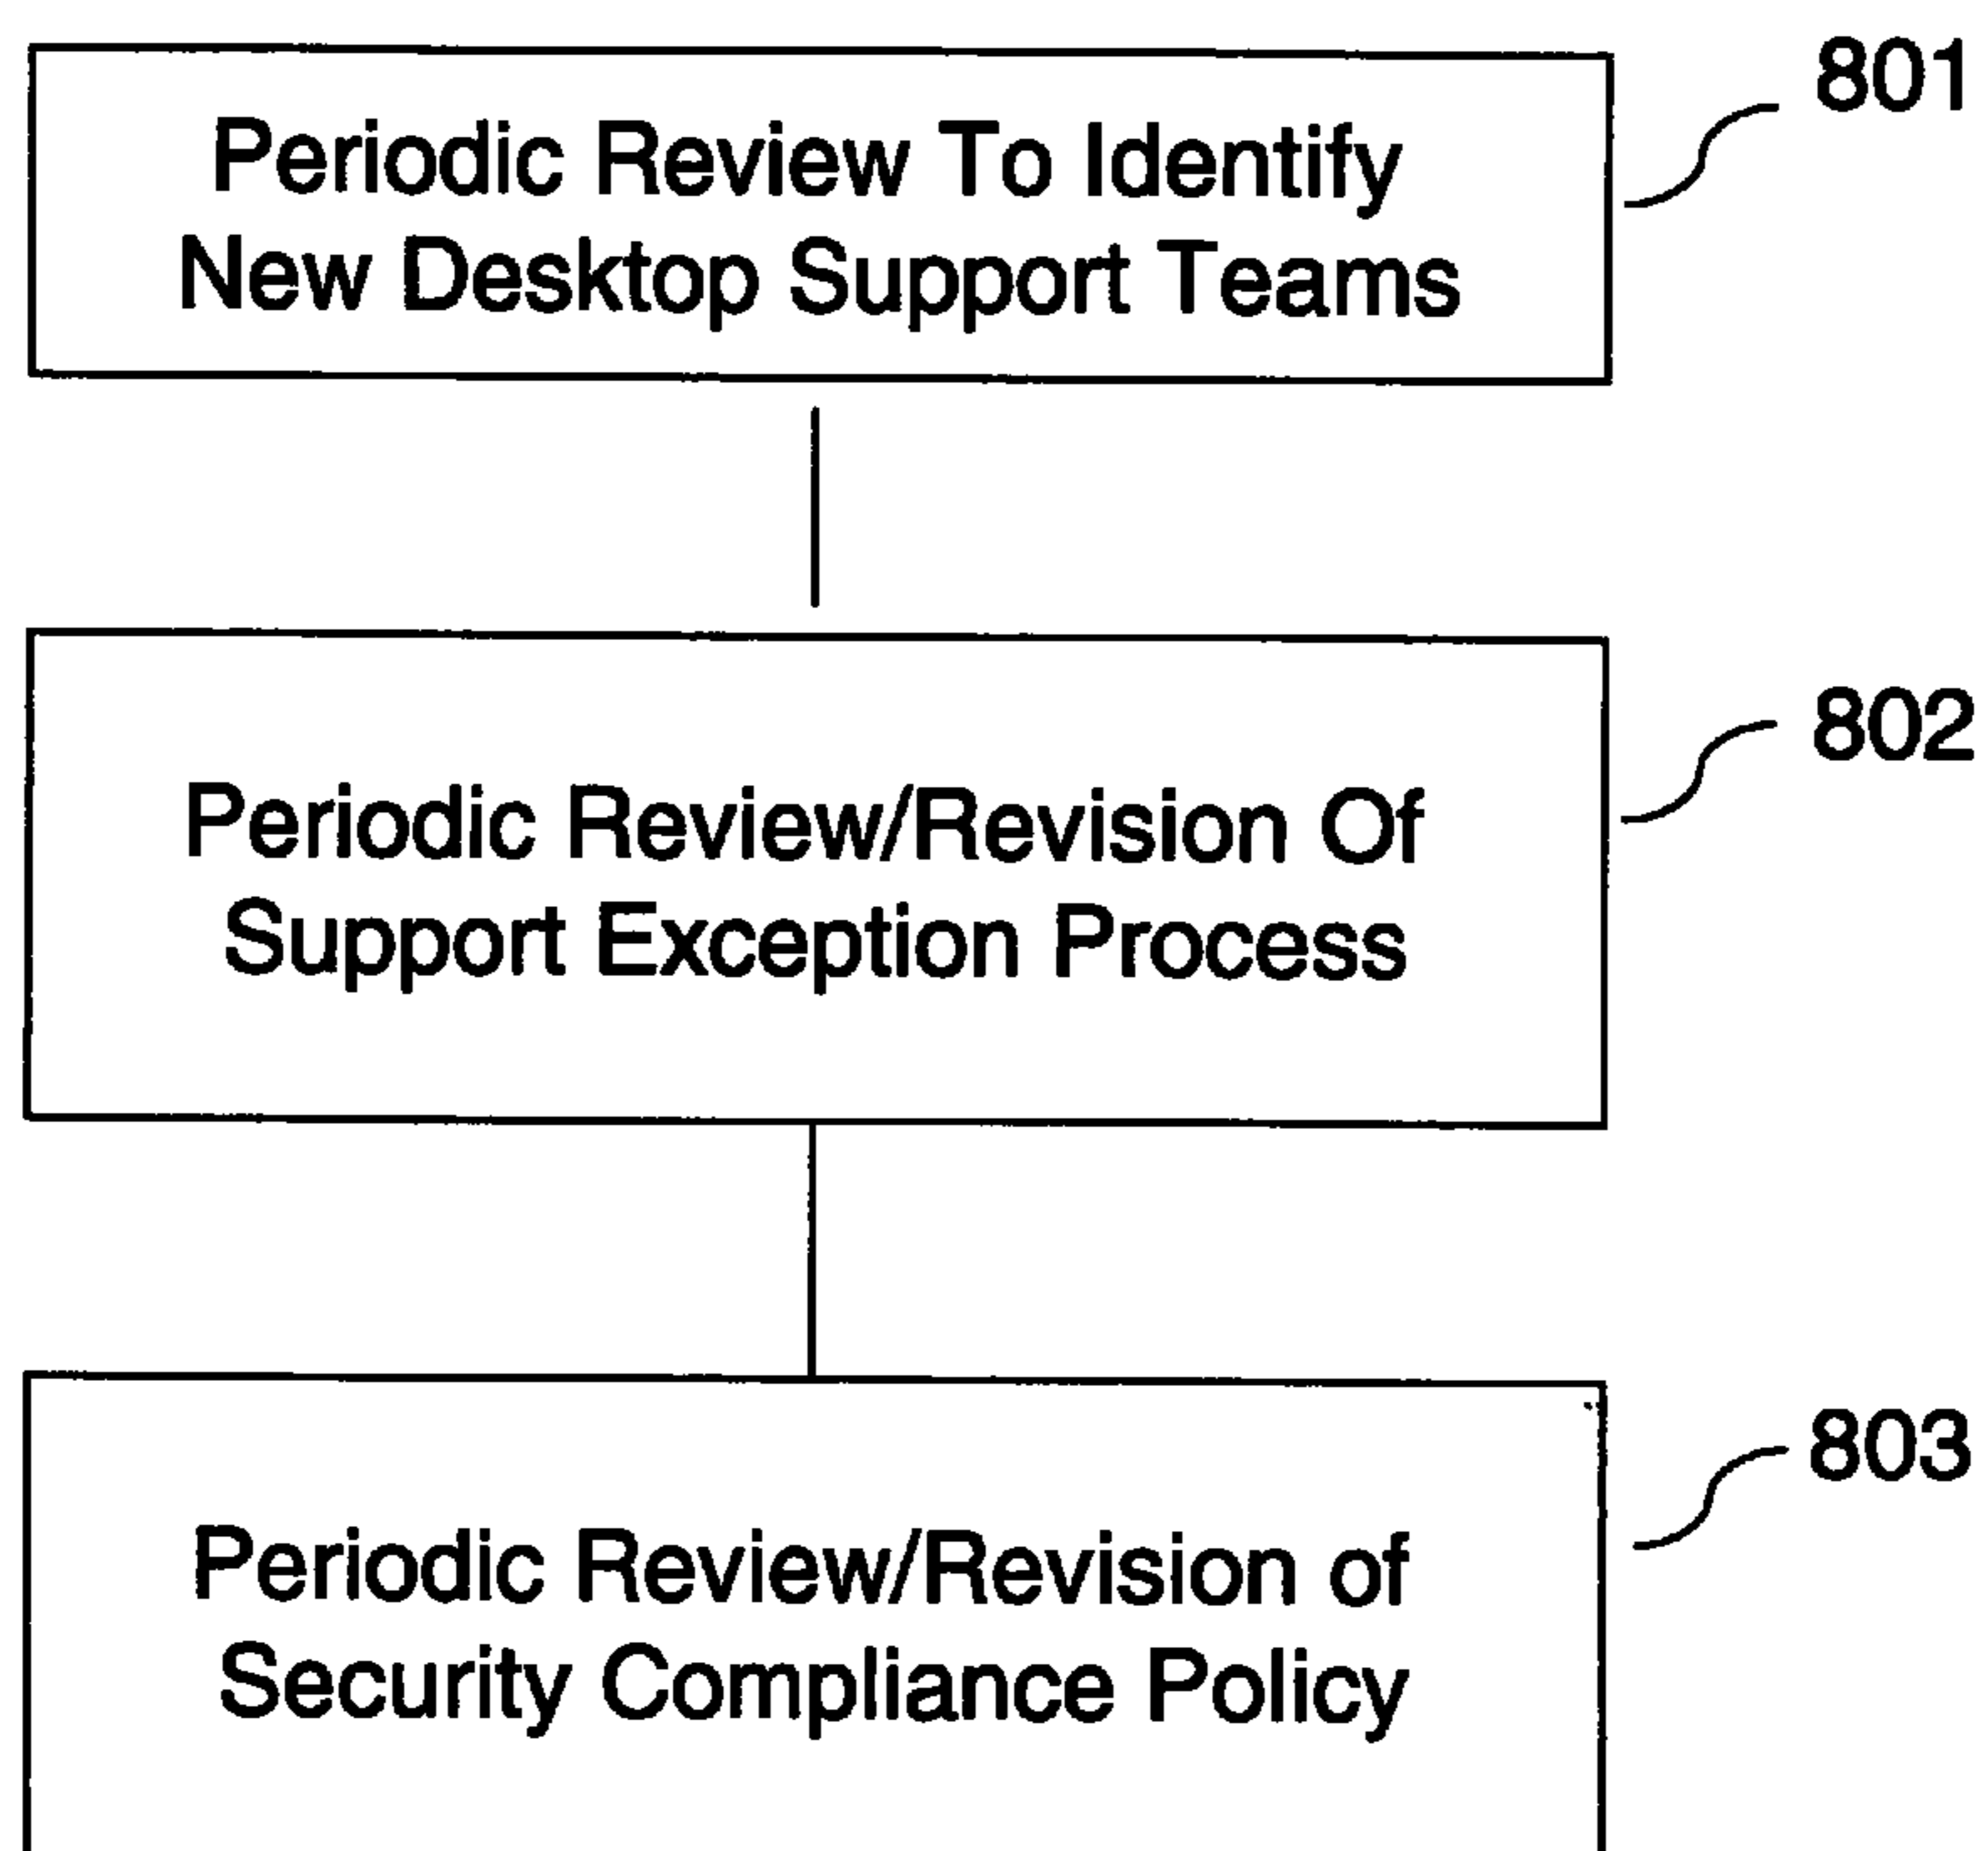 801
Periodic Review To Identify
New Desktop Support Teams
802
Periodic Review/Revision Of
Support Exception Process
803
Periodic Review/Revision of
Security Compliance Policy